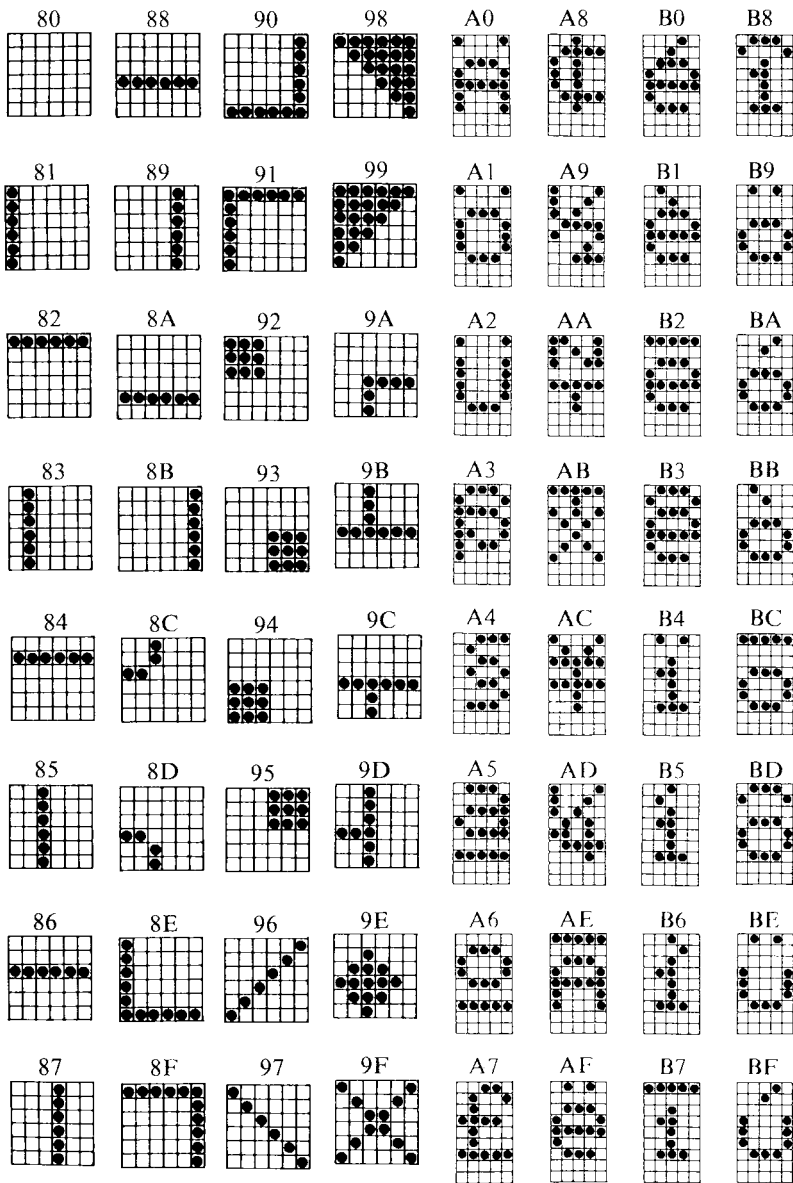 80 88 90 98 A0 A8 B0 B8
81 89 91 99 A1 A9 B1 B9
82 8A 92 9A A2 AA B2 BA
83 8B 93 9B A3 AB B3 BB
84 8C 94 9C A4 AC B4 BC
85 8D 95 9D A5 AD B5 BD
86 8E 96 9E A6 AE B6 BE
87 8F 97 9F A7 AF B7 BF